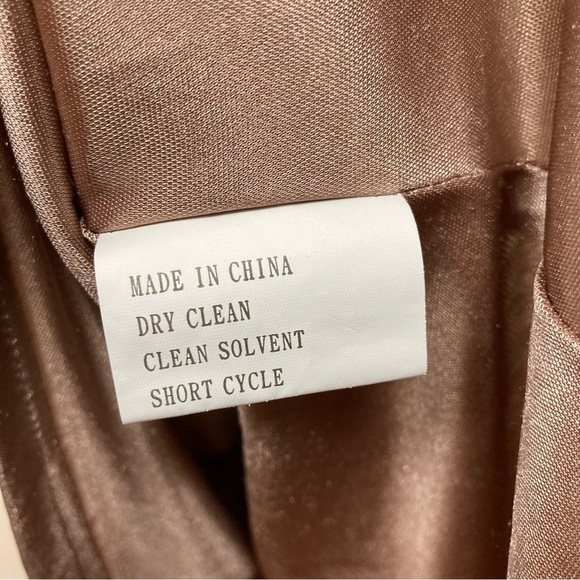 MADE IN CHINA
DRY CLEAN
CLEAN SOLVENT
SHORT CYCLE